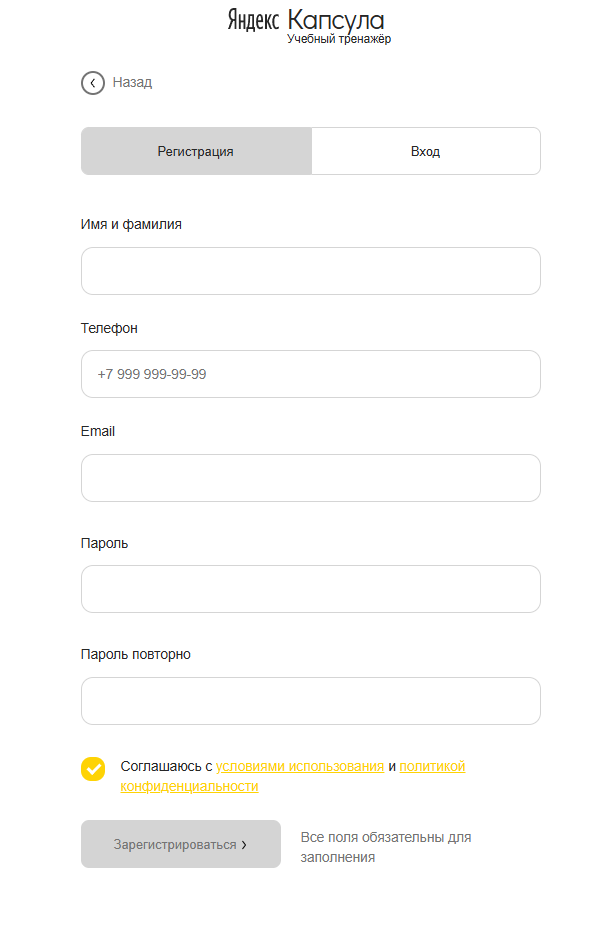 Яндекс Капсула
Учебный тренажёр
Назад
Регистрация
Вход
Имя и фамилия
Телефон
+7 999 999-99-99
Email
Пароль
Пароль повторно
Соглашаюсь с условиями использования и политикой
конфиденциальности
Зарегистрироваться ›
Все поля обязательны для
заполнения